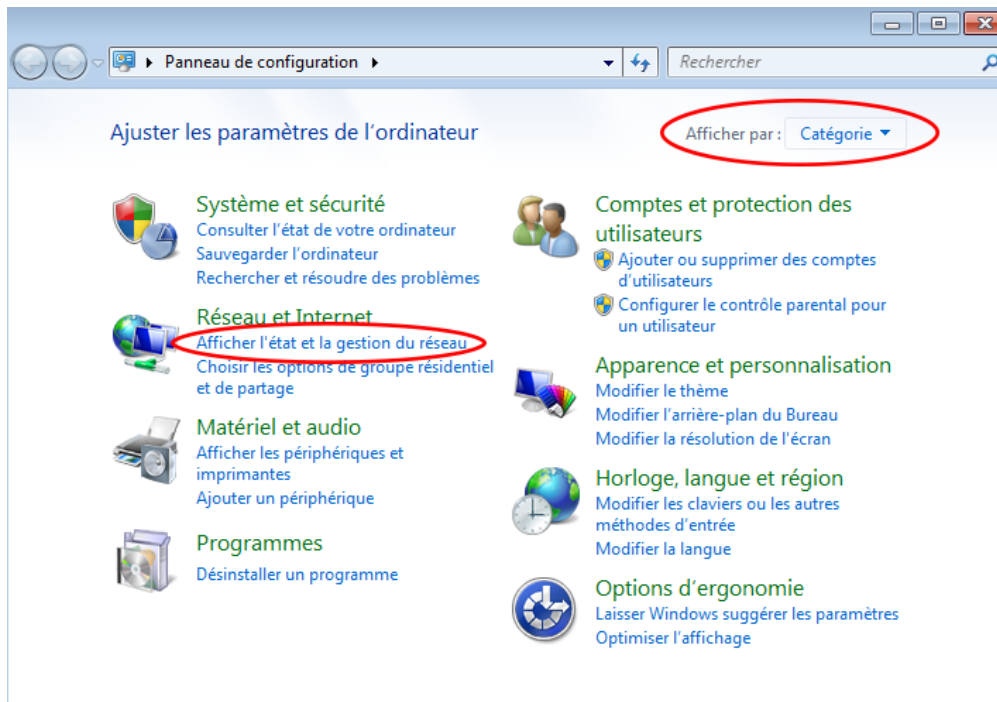 Panneau de configuration
Rechercher
Ajuster les paramètres de l'ordinateur
Afficher par : Catégorie
Système et sécurité
Consulter l'état de votre ordinateur
Sauvegarder l'ordinateur
Rechercher et résoudre des problèmes
Réseau et Internet
Afficher l'état et la gestion du réseau
Choisir les options de groupe résidentiel
et de partage
Matériel et audio
Afficher les périphériques et
imprimantes
Ajouter un périphérique
Programmes
Désinstaller un programme
Comptes et protection des
utilisateurs
Ajouter ou supprimer des comptes
d'utilisateurs
Configurer le contrôle parental pour
un utilisateur
Apparence et personnalisation
Modifier le thème
Modifier l'arrière-plan du Bureau
Modifier la résolution de l'écran
Horloge, langue et région
Modifier les claviers ou les autres
méthodes d'entrée
Modifier la langue
Options d'ergonomie
Laisser Windows suggérer les paramètres
Optimiser l'affichage